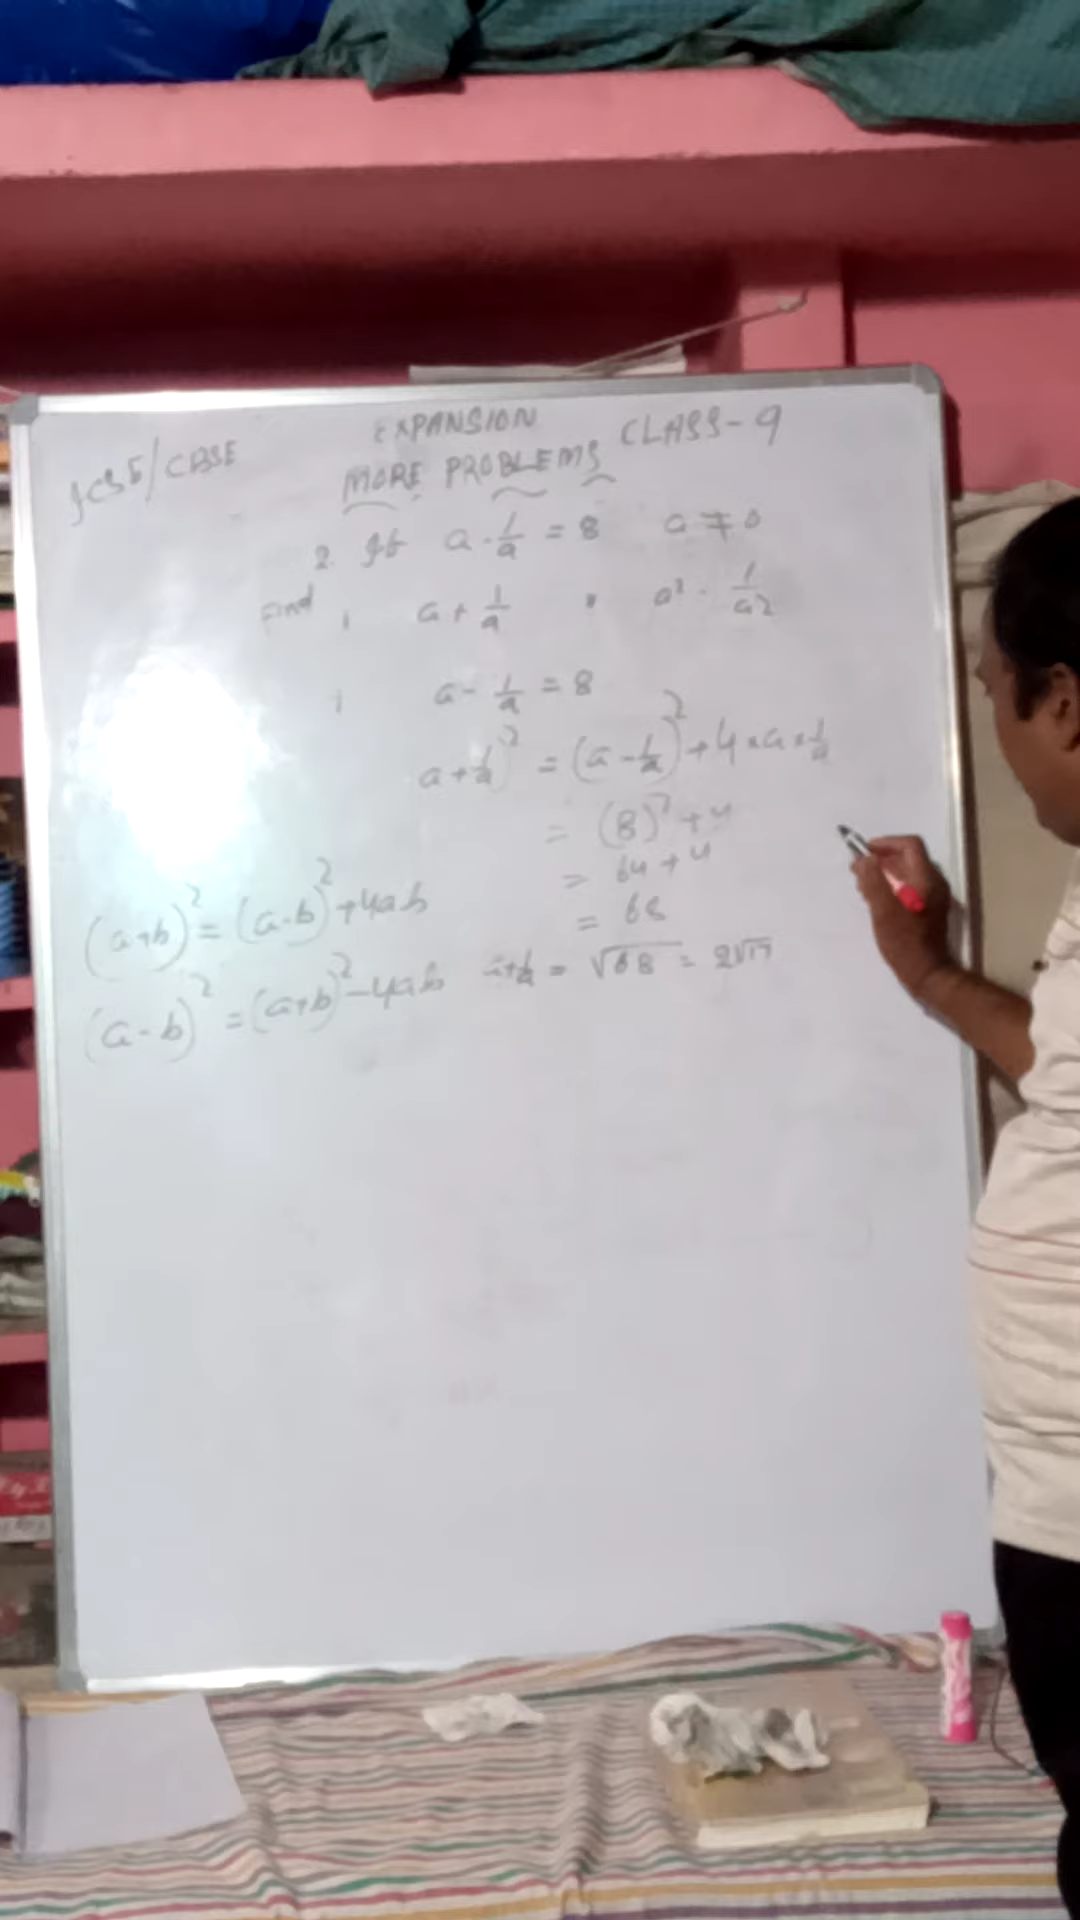 ICSE/CBSE
EXPANSION
MORE PROBLEMS CLASS-9
2. If a - 1/a = 8 a ≠ 0
Find i a + 1/a a² - 1/a²
i a - 1/a = 8
a + 1/a)² = (a - 1/a)² + 4 × a × 1/a
= (8)² + 4
= 64 + 4
= 68
a + 1/a = √68 = 2√17
(a+b)² = (a-b)² + 4ab
(a-b)² = (a+b)² - 4ab